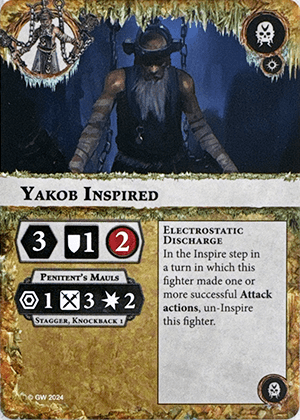 Yakob Inspired
3 1 2
Penitent's Mauls
1 3 2
Stagger, Knockback 1
Electrostatic
Discharge
In the Inspire step in
a turn in which this
fighter made one or
more successful Attack
actions, un-Inspire
this fighter.
© GW 2024